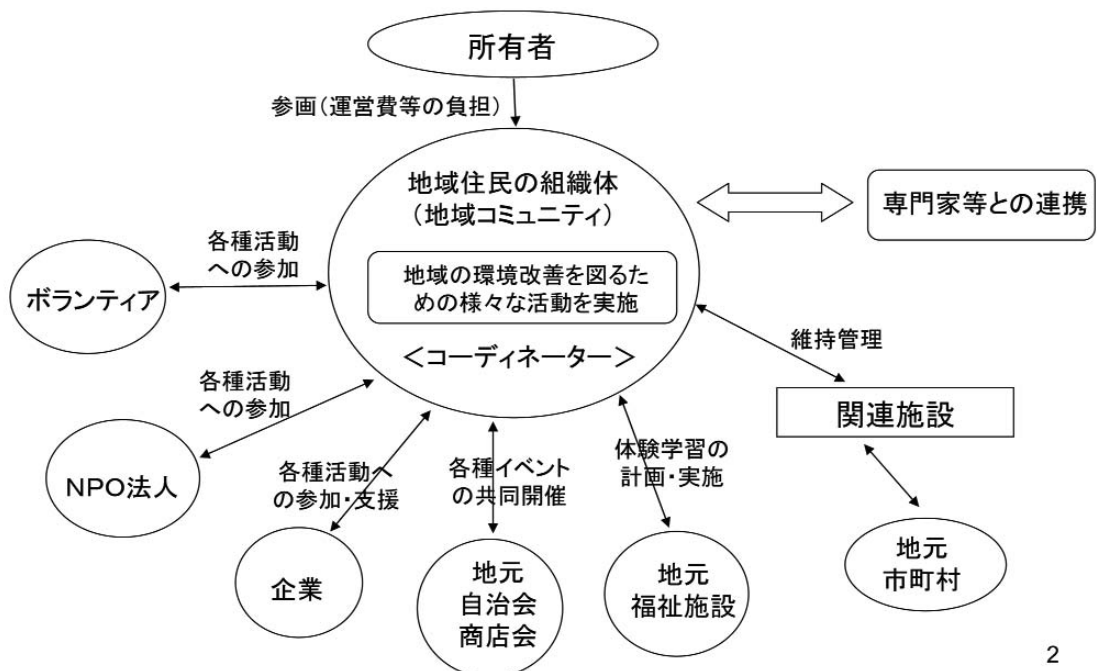 所有者
参画(運営費等の負担)
地域住民の組織体
(地域コミュニティ)
専門家等との連携
各種活動
への参加
ボランティア
地域の環境改善を図るた
めの様々な活動を実施
<コーディネーター>
維持管理
各種活動
への参加
関連施設
NPO法人
各種活動へ
の参加・支援
各種イベント
の共同開催
体験学習の
計画・実施
企業
地元
自治会
商店会
地元
福祉施設
地元
市町村
2